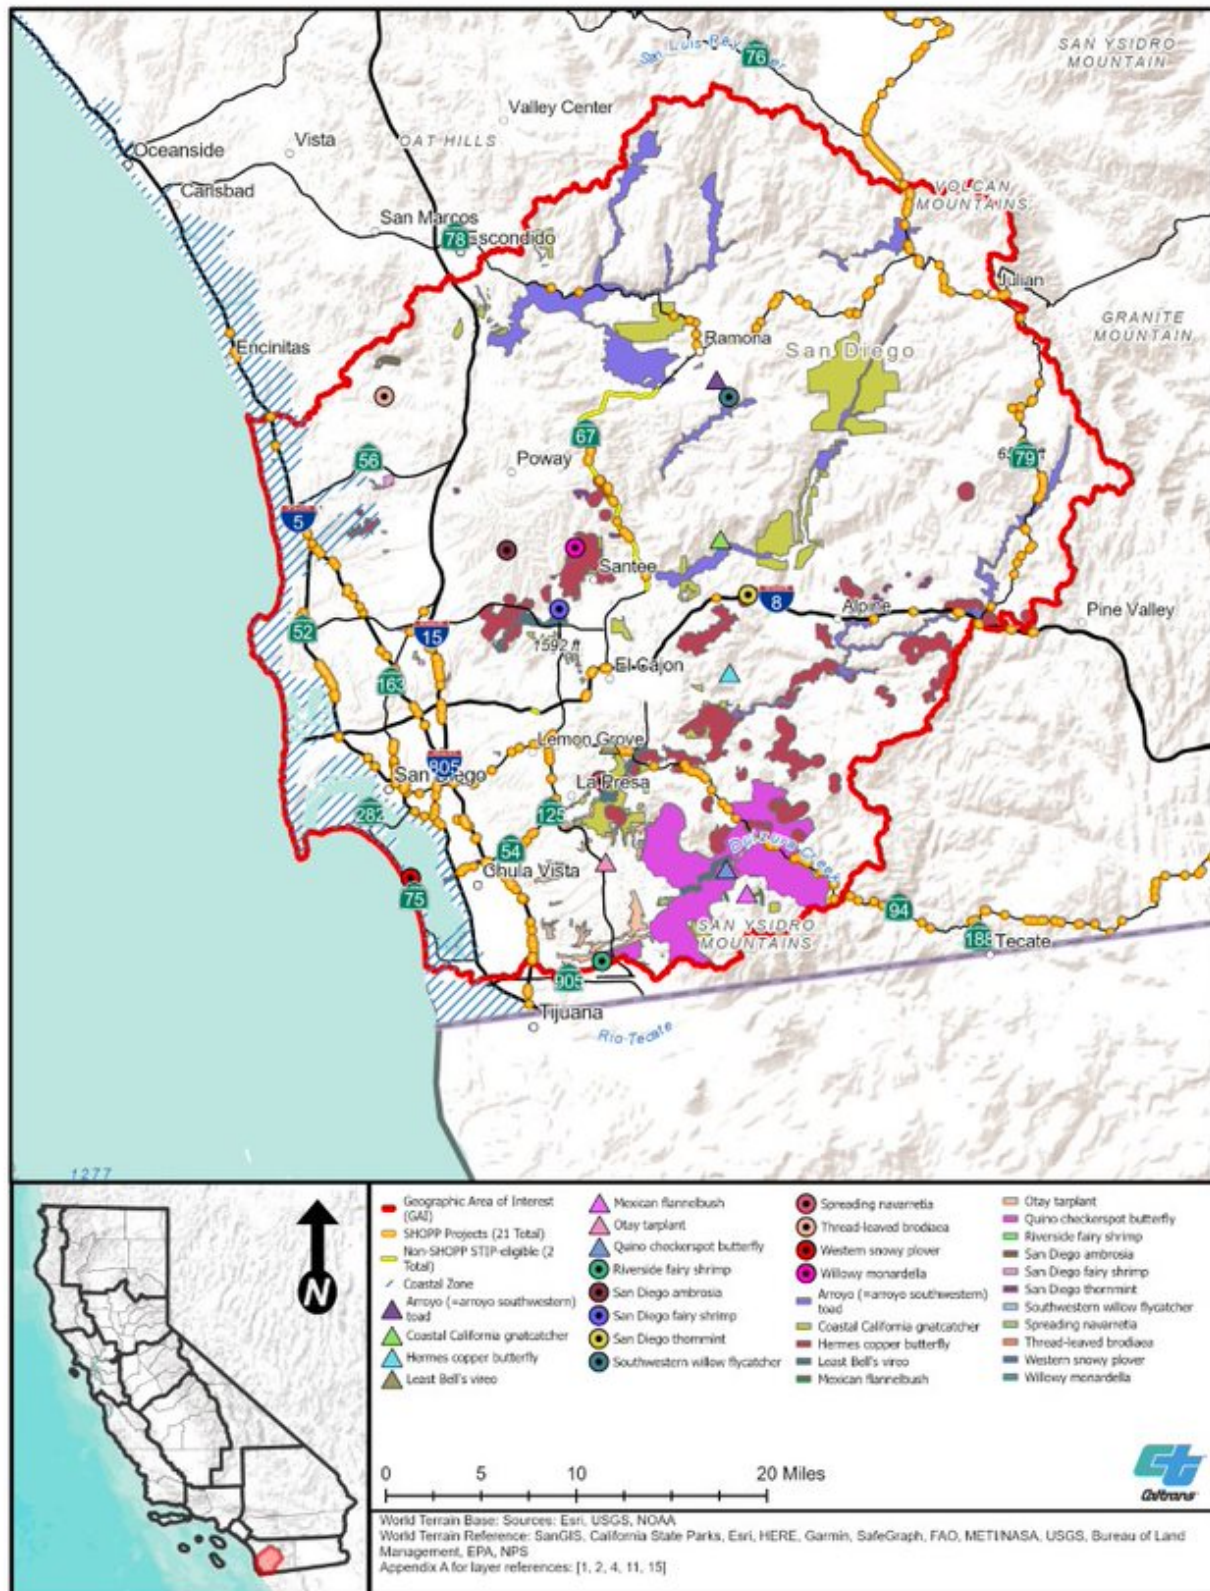 San Luis Rey River
76
SAN YSIDRO
MOUNTAIN
Valley Center
OAT HILLS
Vista
Oceanside
Carlsbad
VOLCAN
MOUNTAINS
San Marcos
78
Escondido
Julian
GRANITE
MOUNTAIN
Encinitas
Ramona
San Diego
67
56
Poway
79
5
Santee
8
Alpine
Pine Valley
52
15
1592 ft
El Cajon
163
Lemon Grove
805
San Diego
La Presa
282
125
54
Dulzura Creek
Chula Vista
75
94
SAN YSIDRO
MOUNTAINS
188
Tecate
905
Tijuana
Rio Tecate
1277
N
Geographic Area of Interest
(GAI)
SHOPP Projects (21 Total)
Non-SHOPP STIP-eligible (2
Total)
Coastal Zone
Arroyo (=arroyo southwestern)
toad
Coastal California gnatcatcher
Hermes copper butterfly
Least Bell's vireo
Mexican flannelbush
Otay tarplant
Quino checkerspot butterfly
Riverside fairy shrimp
San Diego ambrosia
San Diego fairy shrimp
San Diego thornmint
Southwestern willow flycatcher
Spreading navarretia
Thread-leaved brodiaea
Western snowy plover
Willowy monardella
Arroyo (=arroyo southwestern)
toad
Coastal California gnatcatcher
Hermes copper butterfly
Least Bell's vireo
Mexican flannelbush
Otay tarplant
Quino checkerspot butterfly
Riverside fairy shrimp
San Diego ambrosia
San Diego fairy shrimp
San Diego thornmint
Southwestern willow flycatcher
Spreading navarretia
Thread-leaved brodiaea
Western snowy plover
Willowy monardella
0 5 10 20 Miles
ct
Caltrans
World Terrain Base: Sources: Esri, USGS, NOAA
World Terrain Reference: SanGIS, California State Parks, Esri, HERE, Garmin, SafeGraph, FAO, METI/NASA, USGS, Bureau of Land
Management, EPA, NPS
Appendix A for layer references: [1, 2, 4, 11, 15]